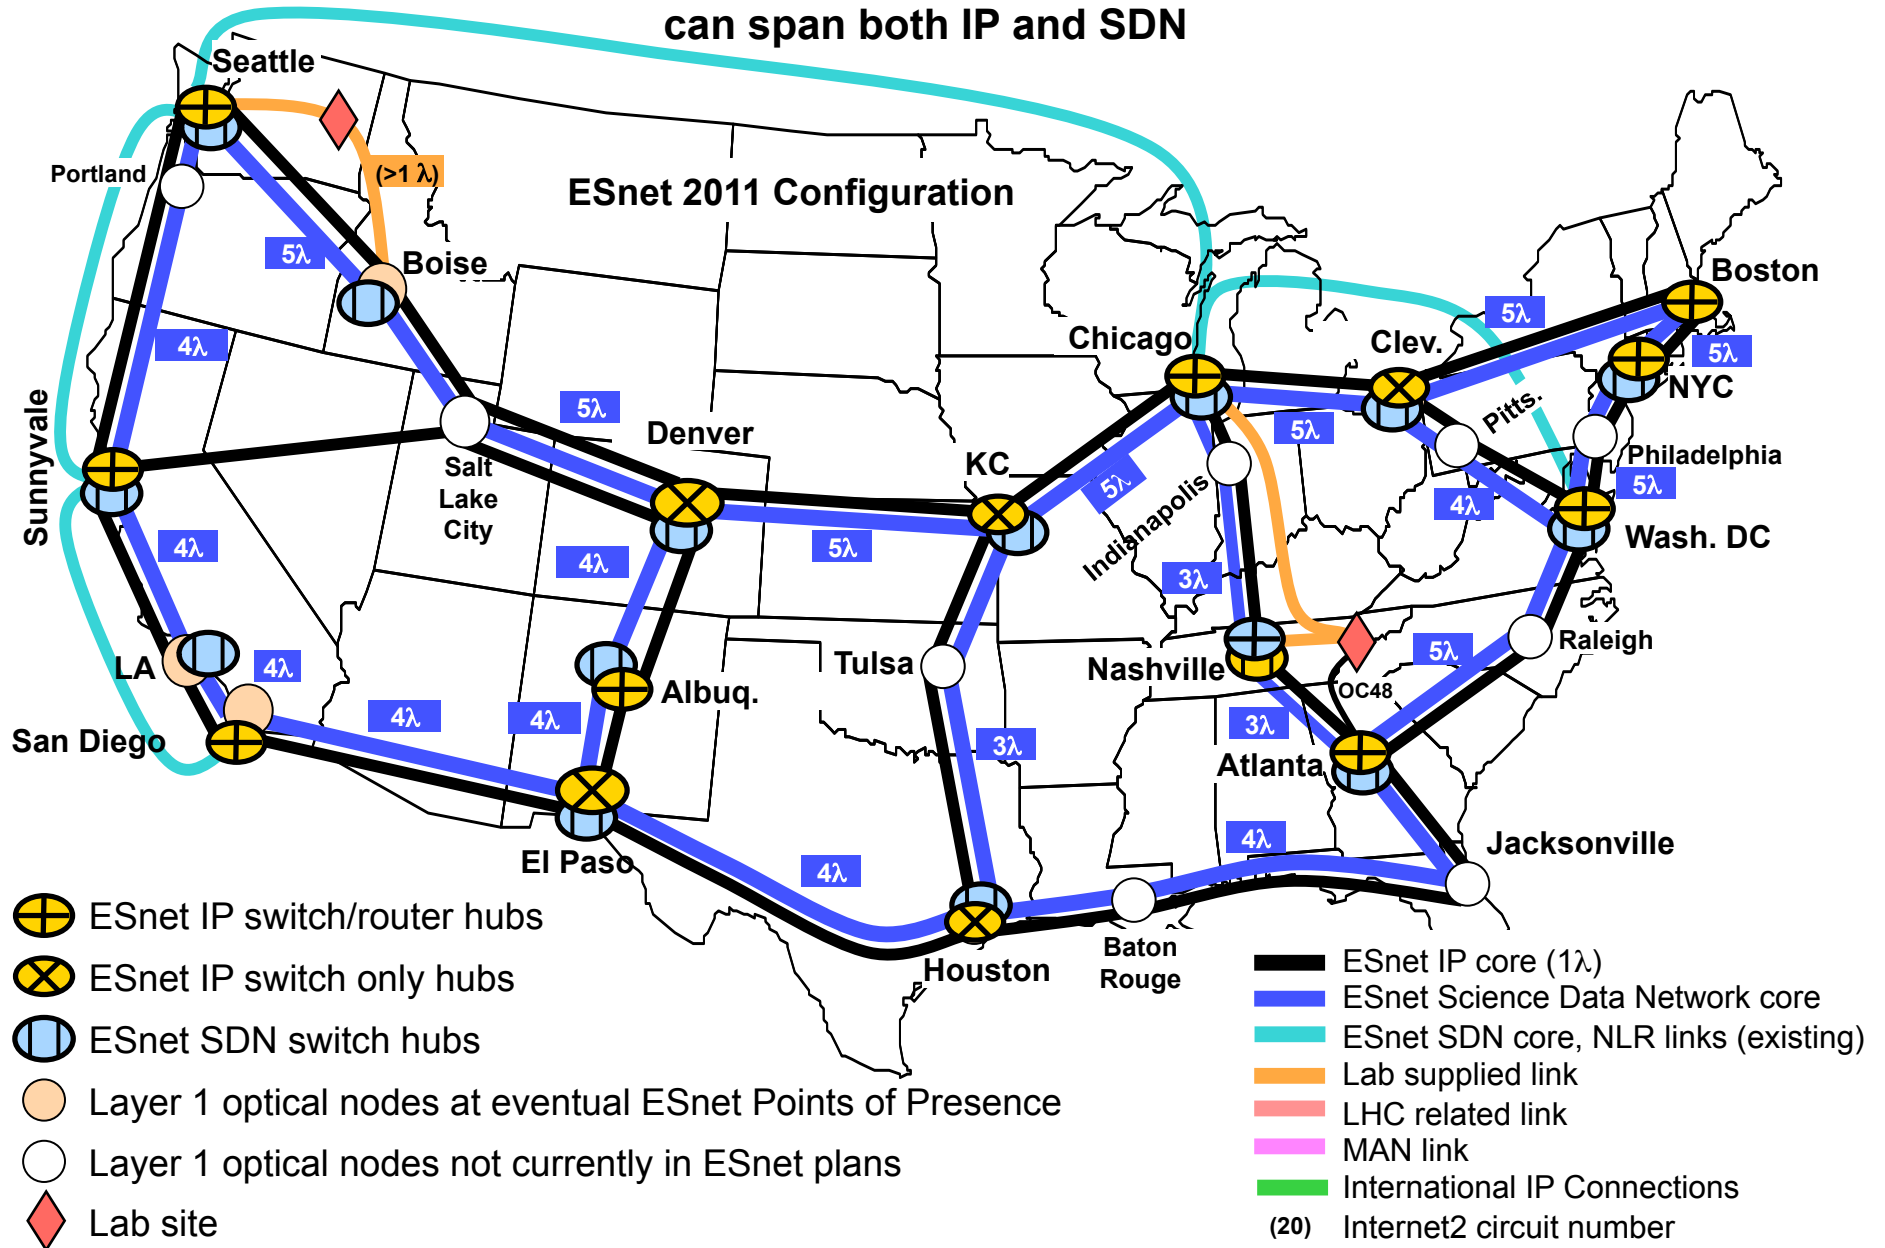 can span both IP and SDN
Seattle
Portland
(>1 λ)
ESnet 2011 Configuration
5λ
Boise
Boston
5λ
4λ
Chicago
Clev.
5λ
NYC
Sunnyvale
5λ
Denver
Pitts.
5λ
Salt
Lake
City
KC
5λ
Indianapolis
Philadelphia
5λ
4λ
Wash. DC
4λ
5λ
4λ
3λ
LA
4λ
Tulsa
Nashville
5λ
Raleigh
OC48
Albuq.
San Diego
4λ
4λ
3λ
3λ
Atlanta
El Paso
4λ
4λ
Jacksonville
Houston
Baton
Rouge
ESnet IP switch/router hubs
ESnet IP switch only hubs
ESnet SDN switch hubs
Layer 1 optical nodes at eventual ESnet Points of Presence
Layer 1 optical nodes not currently in ESnet plans
Lab site
ESnet IP core (1λ)
ESnet Science Data Network core
ESnet SDN core, NLR links (existing)
Lab supplied link
LHC related link
MAN link
International IP Connections
(20) Internet2 circuit number